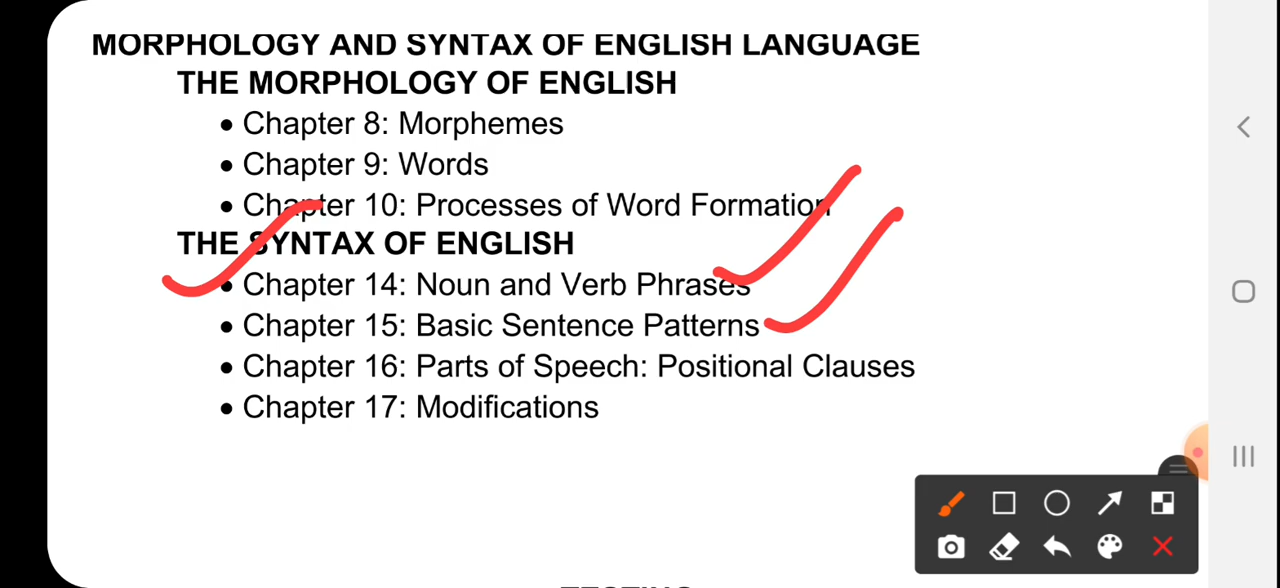 MORPHOLOGY AND SYNTAX OF ENGLISH LANGUAGE
THE MORPHOLOGY OF ENGLISH
• Chapter 8: Morphemes
• Chapter 9: Words
• Chapter 10: Processes of Word Formation
THE SYNTAX OF ENGLISH
• Chapter 14: Noun and Verb Phrases
• Chapter 15: Basic Sentence Patterns
• Chapter 16: Parts of Speech: Positional Clauses
• Chapter 17: Modifications